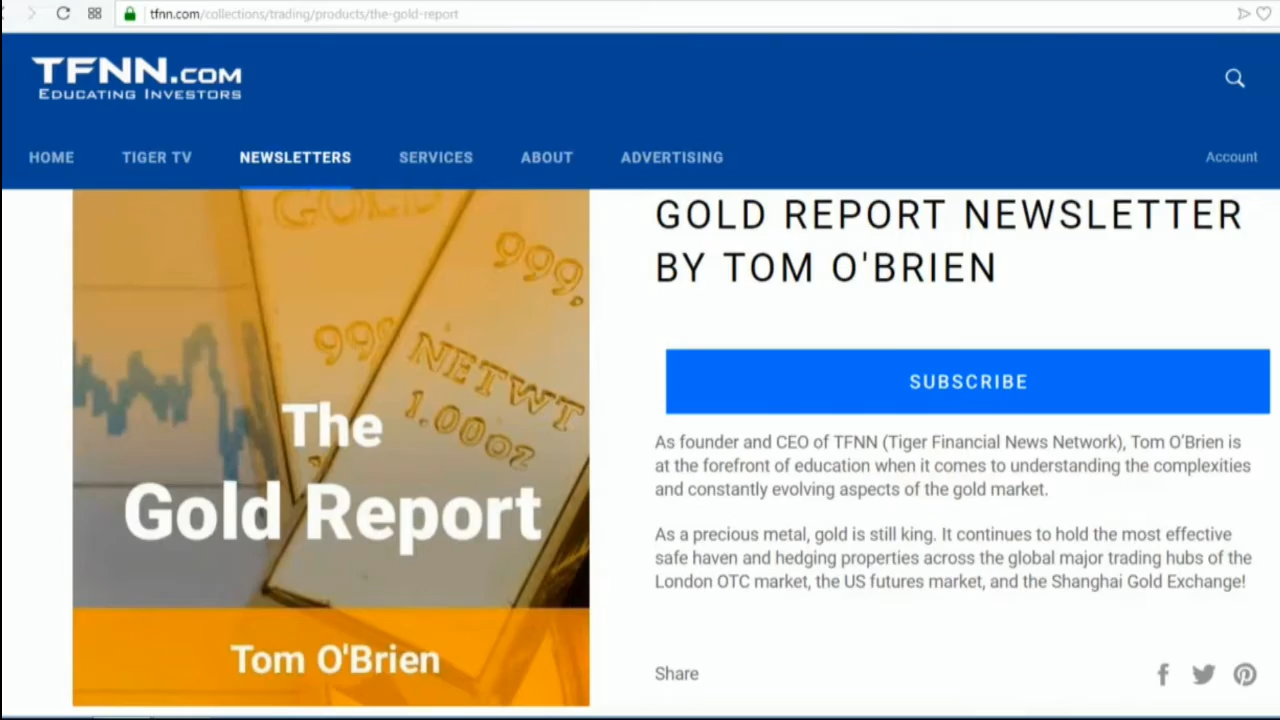 tfnn.com/collections/trading/products/the-gold-report
TFNN.COM
EDUCATING INVESTORS
HOME TIGER TV NEWSLETTERS SERVICES ABOUT ADVERTISING Account
GOLD
999.
999
NETWT
1.00oz
The
Gold Report
Tom O'Brien
GOLD REPORT NEWSLETTER
BY TOM O'BRIEN
SUBSCRIBE
As founder and CEO of TFNN (Tiger Financial News Network), Tom O'Brien is
at the forefront of education when it comes to understanding the complexities
and constantly evolving aspects of the gold market.
As a precious metal, gold is still king. It continues to hold the most effective
safe haven and hedging properties across the global major trading hubs of the
London OTC market, the US futures market, and the Shanghai Gold Exchange!
Share